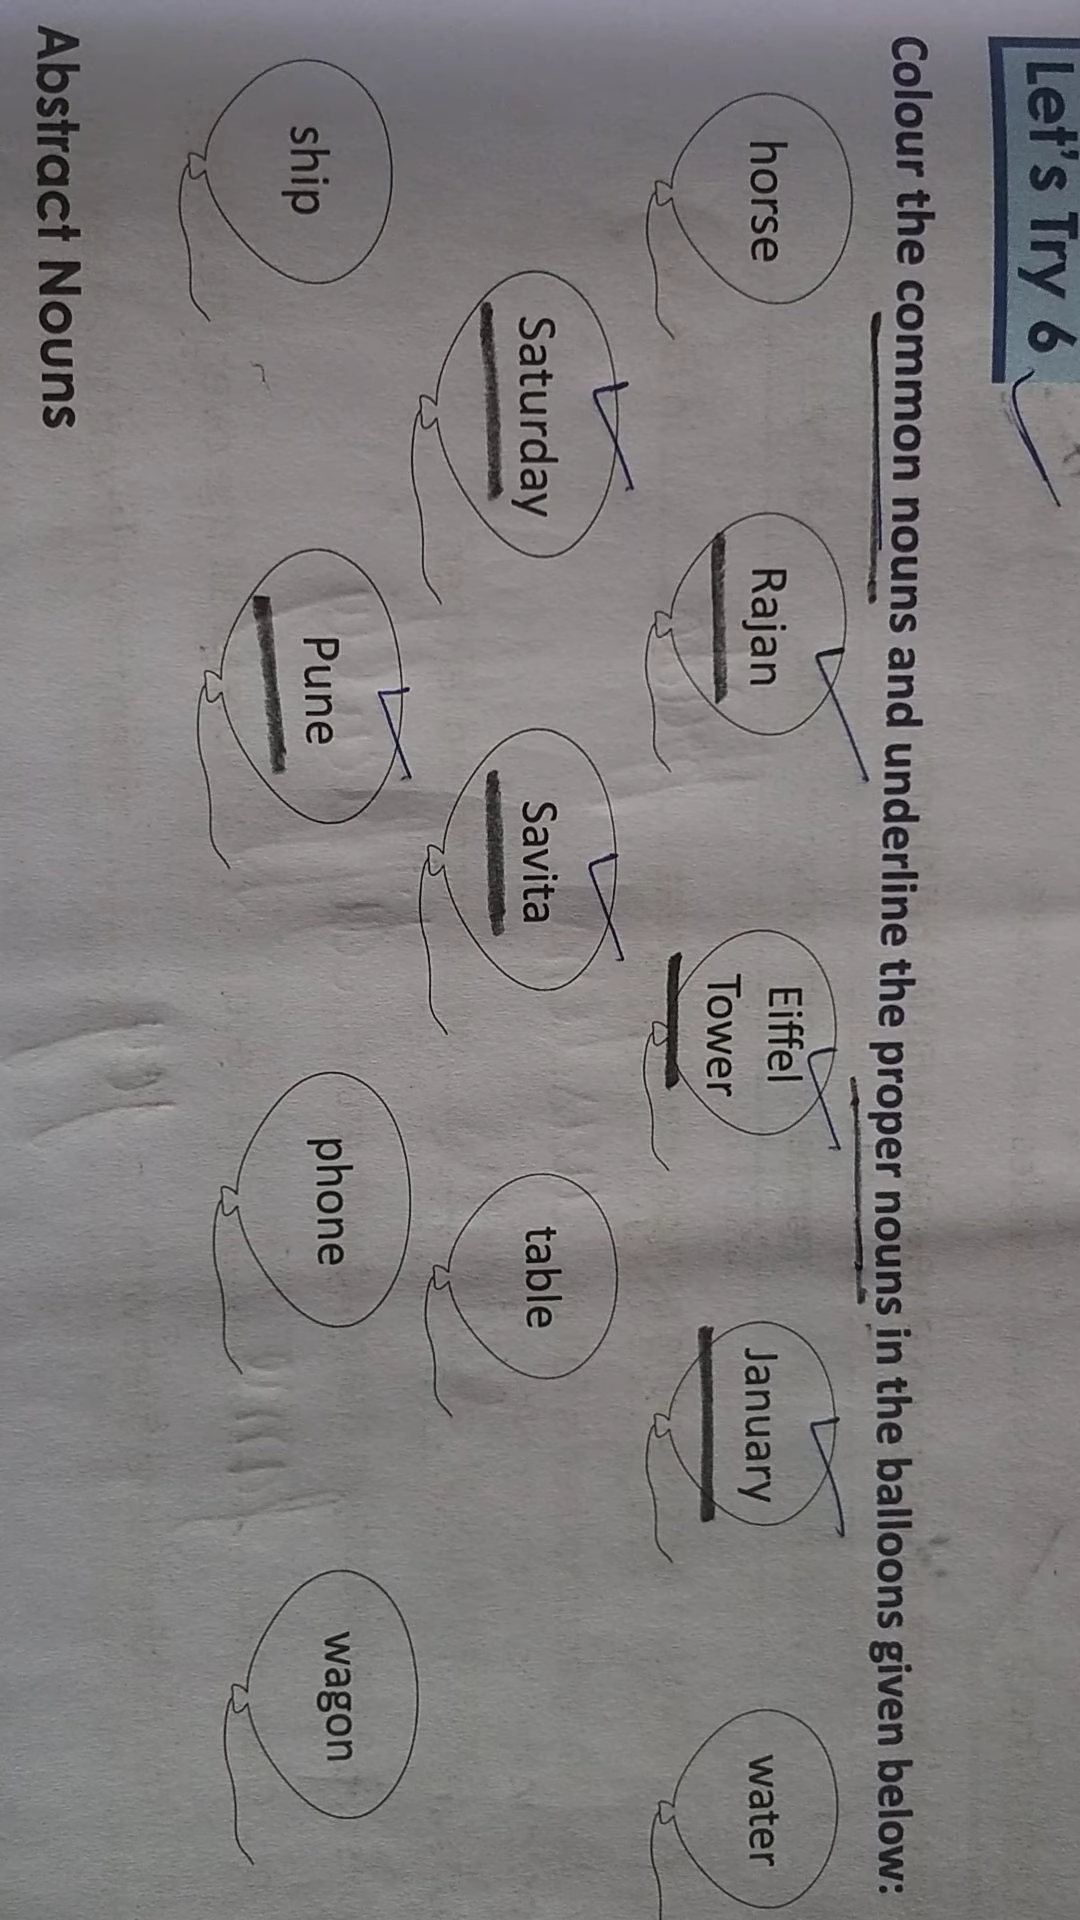 Let's Try 6
Colour the common nouns and underline the proper nouns in the balloons given below:
horse
Rajan
Eiffel
Tower
January
water
Saturday
Savita
table
ship
Pune
phone
wagon
Abstract Nouns